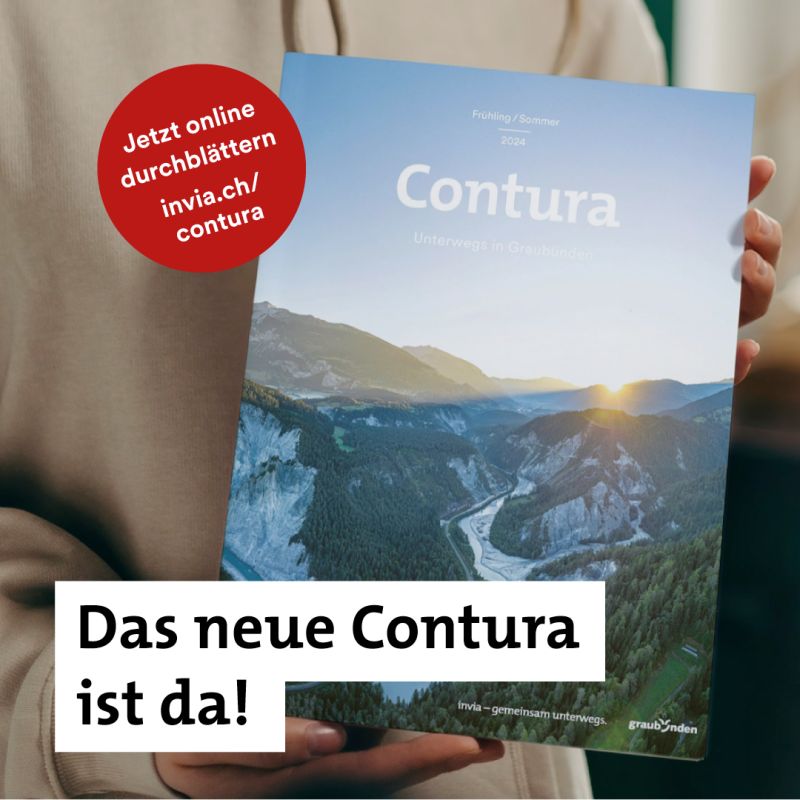 Jetzt online
durchblättern
invia.ch/
contura
Frühling / Sommer
2024
Contura
Unterwegs in Graubünden
Das neue Contura
ist da!
invia – gemeinsam unterwegs.
graubünden